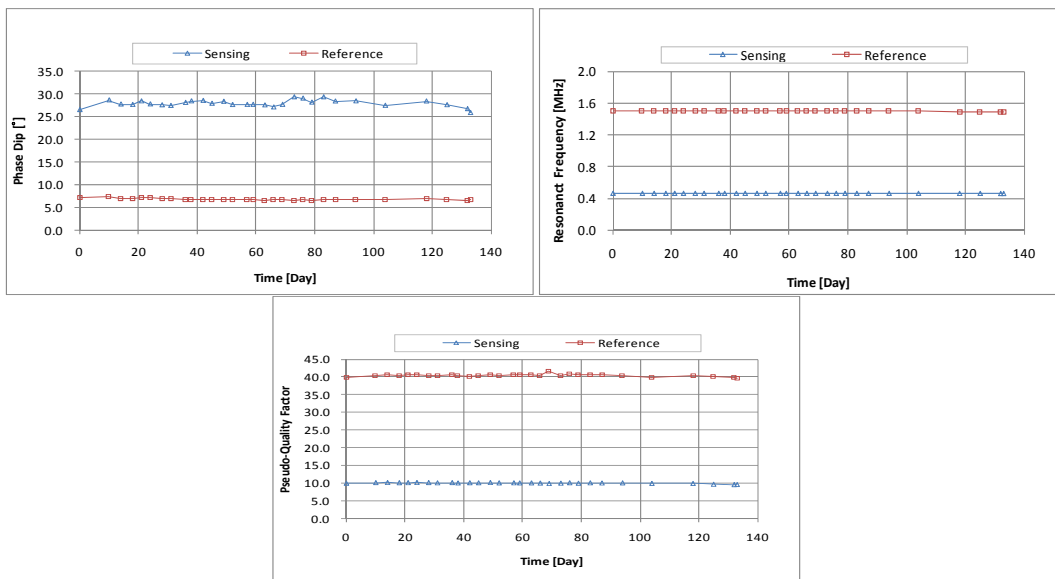 Sensing Reference
35.0
30.0
25.0
20.0
15.0
10.0
5.0
0.0
Phase Dip [°]
0 20 40 60 80 100 120 140
Time [Day]
Sensing Reference
2.0
1.6
1.2
0.8
0.4
0.0
Resonant Frequency [MHz]
0 20 40 60 80 100 120 140
Time [Day]
Sensing Reference
45.0
40.0
35.0
30.0
25.0
20.0
15.0
10.0
5.0
0.0
Pseudo-Quality Factor
0 20 40 60 80 100 120 140
Time [Day]